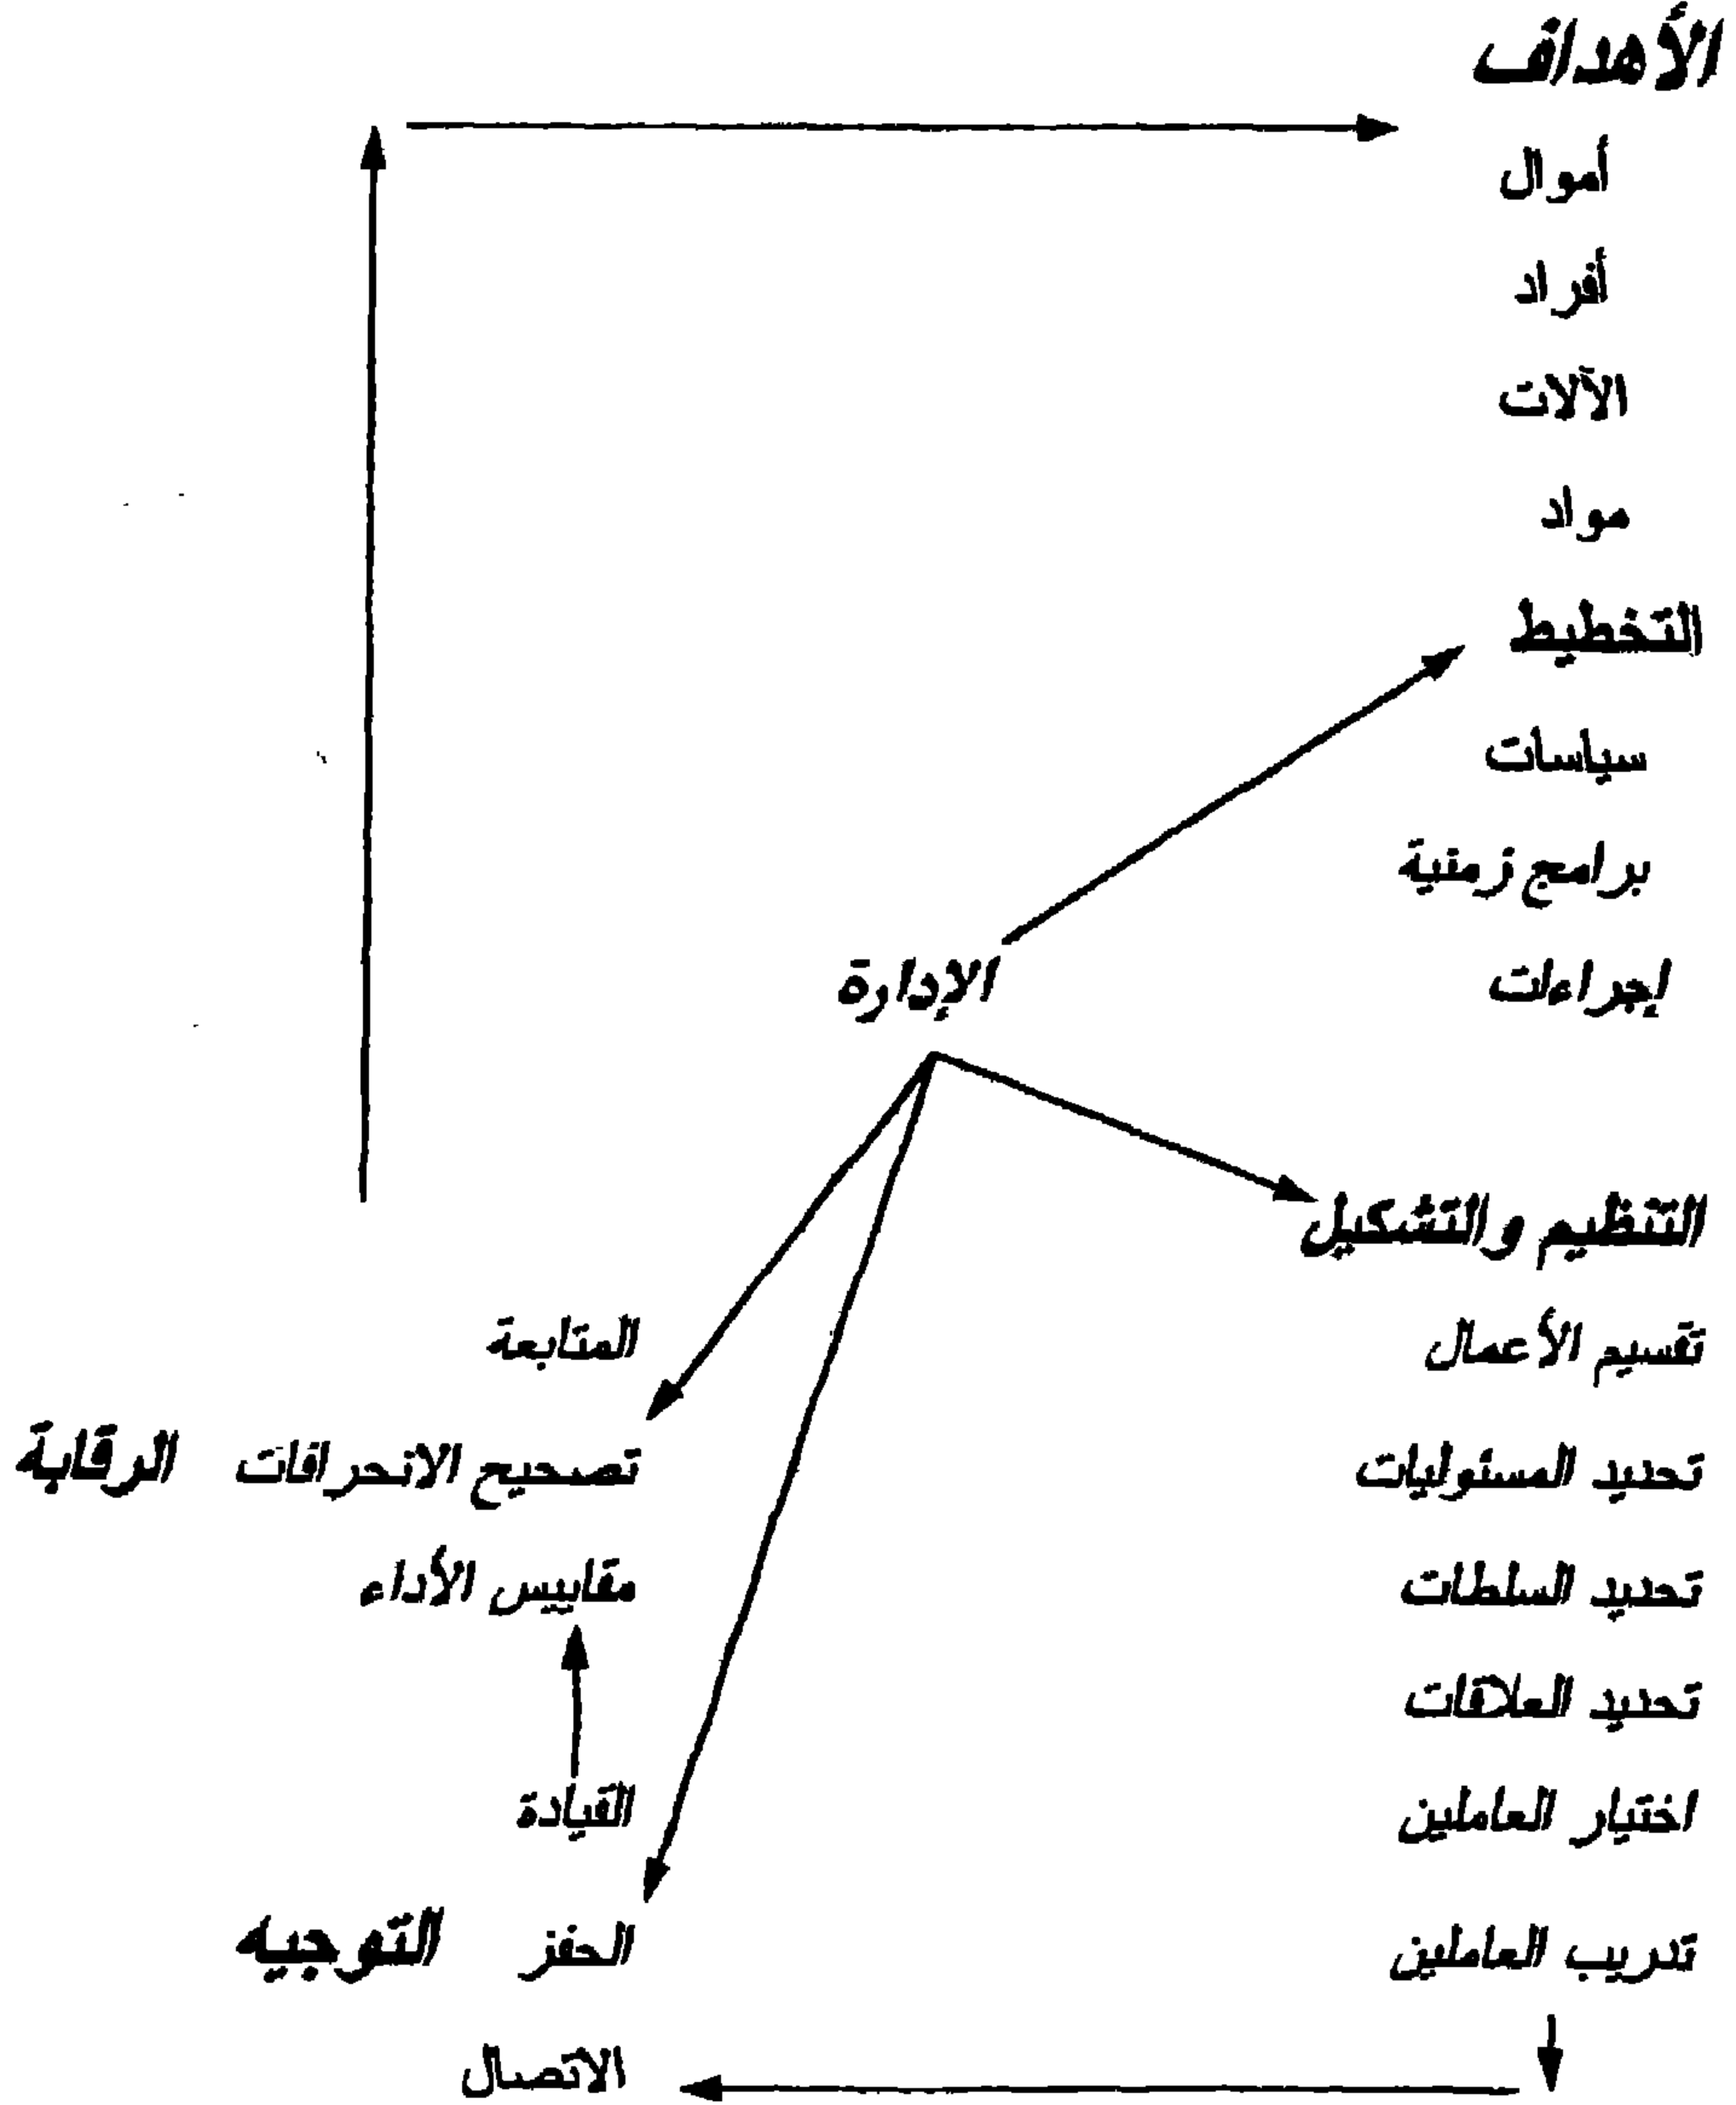 الأهداف
أموال
أفراد
الآلات
مواد
التخطيط
سياسات
برامج زمنية
إجراءات
الإدارة
التنظيم والتشكيل
تقسيم الأعمال
تحديد المسئوليات
تحديد السلطات
تحديد العلاقات
اختيار العاملين
تدريب العاملين
المتابعة
تصحيح الانحرافات الرقابة
مقاييس الأداء
القيادة
الحفز التوجيه
الاتصال